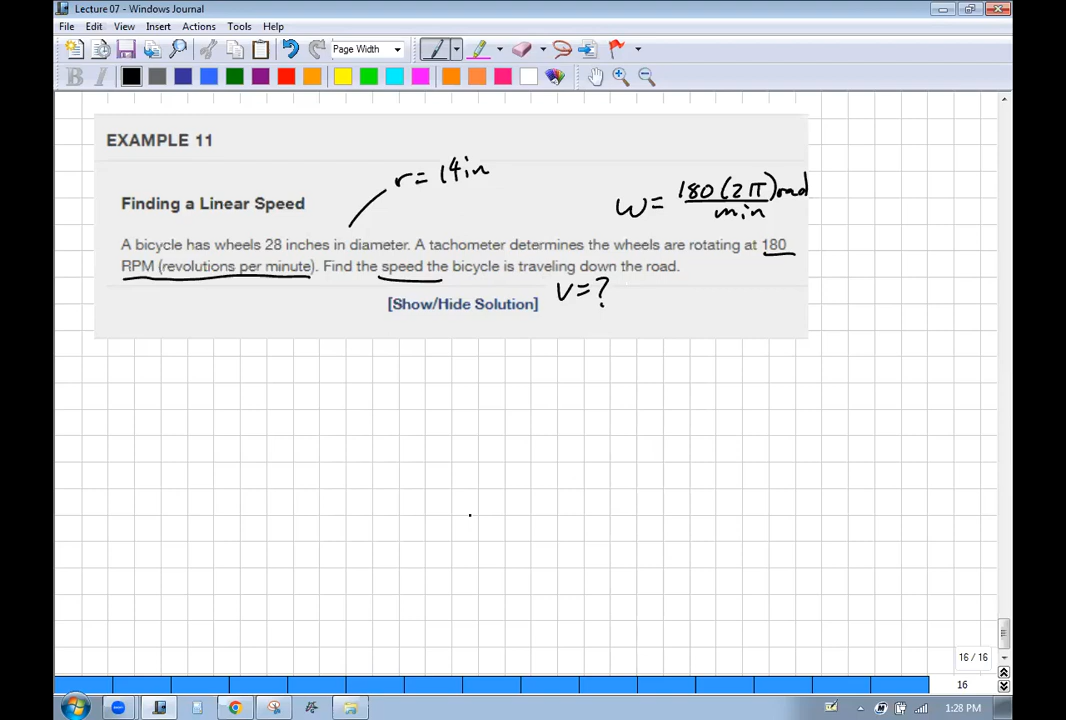 Lecture 07 - Windows Journal
File Edit View Insert Actions Tools Help
Page Width
B I
EXAMPLE 11
r = 14in
ω = 180 (2π) rad
min
Finding a Linear Speed
A bicycle has wheels 28 inches in diameter. A tachometer determines the wheels are rotating at 180
RPM (revolutions per minute). Find the speed the bicycle is traveling down the road.
v = ?
[Show/Hide Solution]
16 / 16
16
1:28 PM